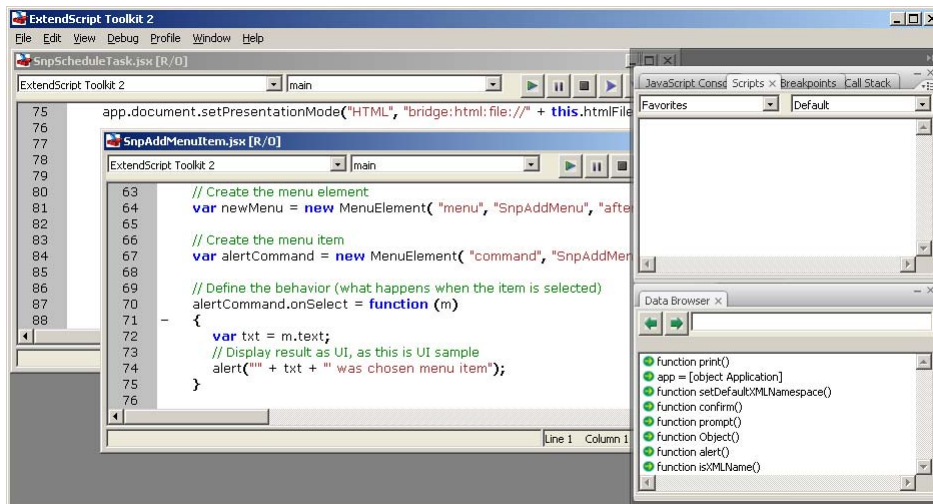 ExtendScript Toolkit 2
File Edit View Debug Profile Window Help
SnpScheduleTask.jsx [R/O]
ExtendScript Toolkit 2 main
75 app.document.setPresentationMode("HTML", "bridge:html:file://" + this.htmlFile
76
77
78
79
80
81
82
83
84
85
86
87
88
SnpAddMenuItem.jsx [R/O]
ExtendScript Toolkit 2 main
63 // Create the menu element
64 var newMenu = new MenuElement( "menu", "SnpAddMenu", "afte
65
66 // Create the menu item
67 var alertCommand = new MenuElement( "command", "SnpAddMen
68
69 // Define the behavior (what happens when the item is selected)
70 alertCommand.onSelect = function (m)
71 {
72 var txt = m.text;
73 // Display result as UI, as this is UI sample
74 alert("'" + txt + "' was chosen menu item");
75 }
76
Line 1 Column 1
JavaScript Consc Scripts × Breakpoints Call Stack
Favorites Default
Data Browser ×
function print()
app = [object Application]
function setDefaultXMLNamespace()
function confirm()
function prompt()
function Object()
function alert()
function isXMLName()